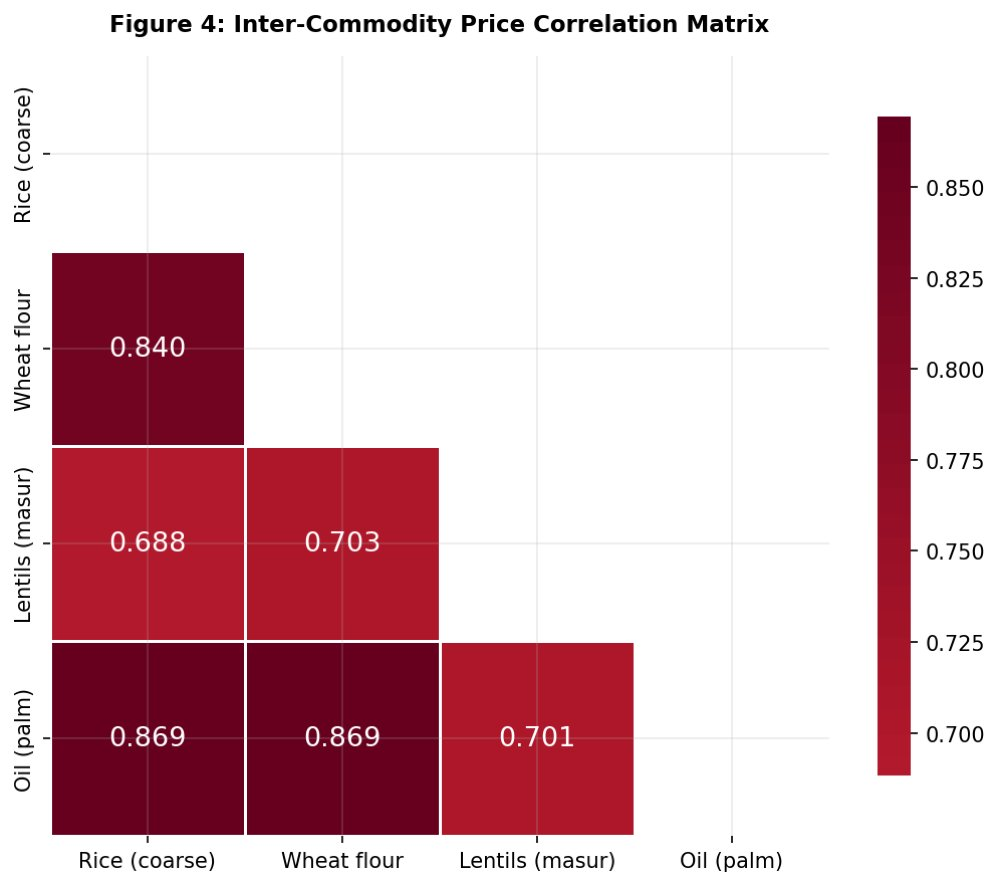 Figure 4: Inter-Commodity Price Correlation Matrix
Rice (coarse)
Wheat flour
Lentils (masur)
Oil (palm)
0.840
0.688 0.703
0.869 0.869 0.701
Rice (coarse) Wheat flour Lentils (masur) Oil (palm)
0.850
0.825
0.800
0.775
0.750
0.725
0.700